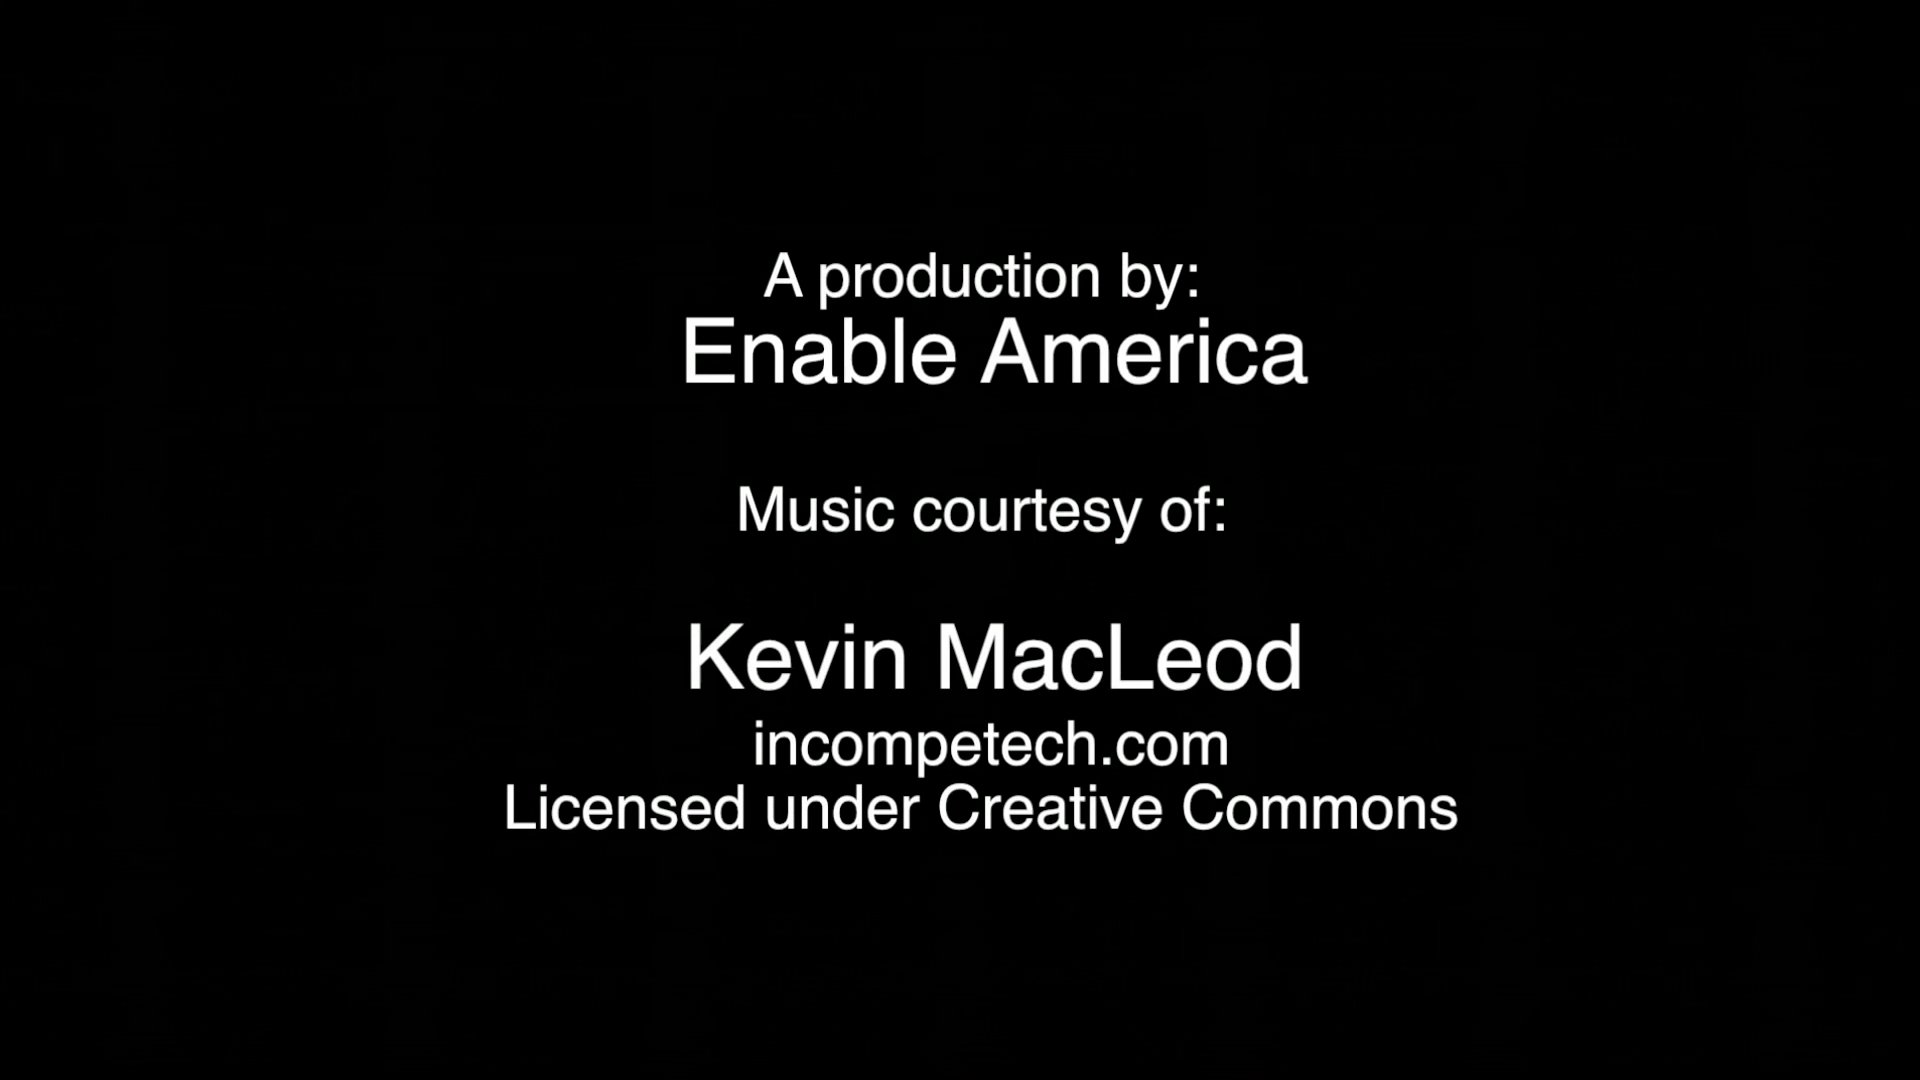 A production by:
Enable America
Music courtesy of:
Kevin MacLeod
incompetech.com
Licensed under Creative Commons